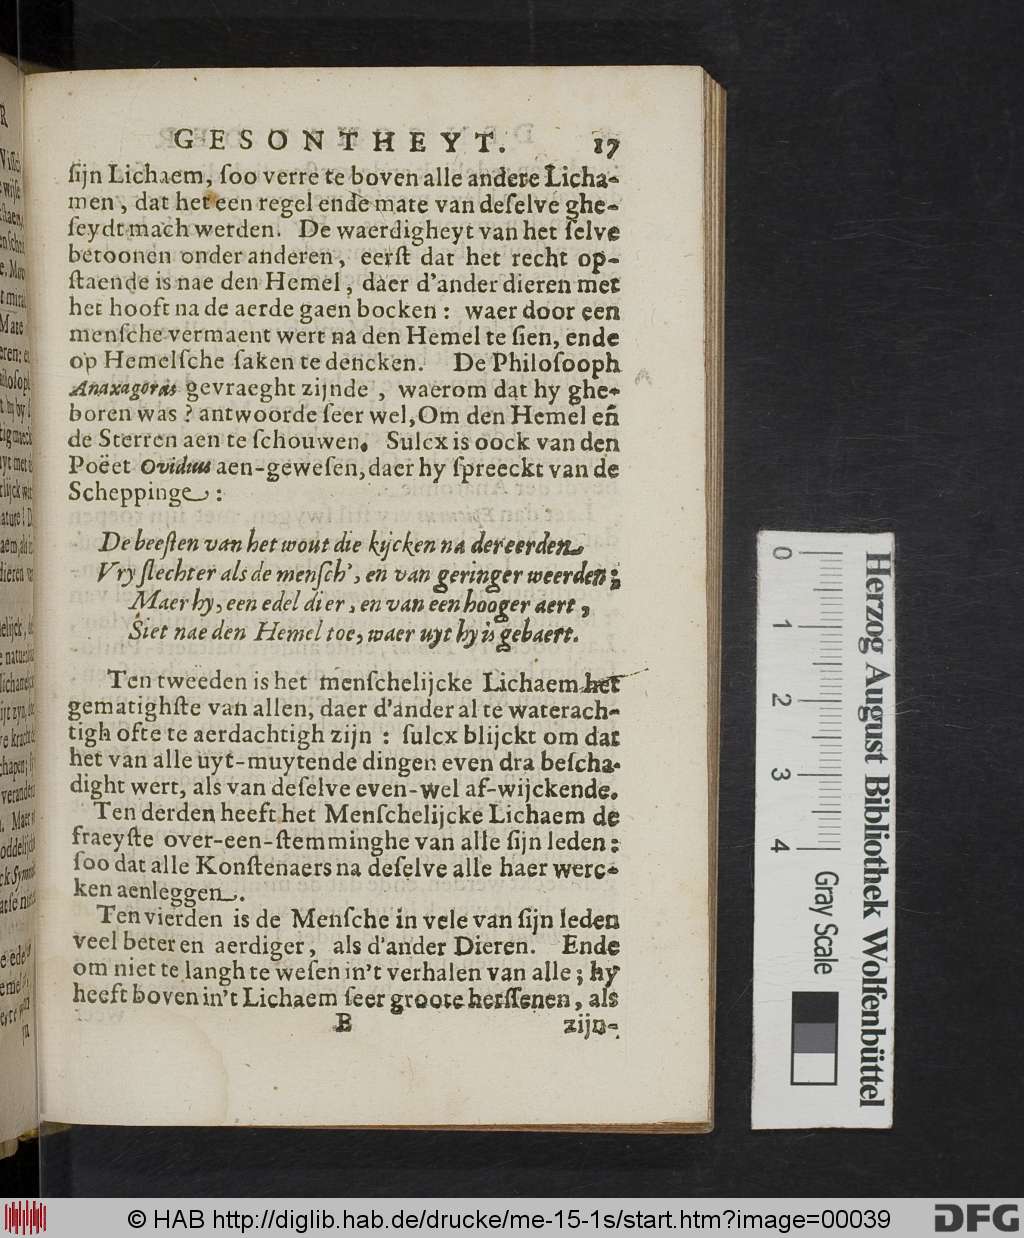 GESONTHEYT. 17
ſijn Lichaem, ſoo verre te boven alle andere Licha-
men, dat het een regel ende mate van deſelve ghe-
ſeydt mach werden. De waerdigheyt van het ſelve
betoonen onder anderen, eerſt dat het recht op-
ſtaende is nae den Hemel, daer d'ander dieren met
het hooft na de aerde gaen bocken: waer door een
menſche vermaent wert na den Hemel te ſien, ende
op Hemelſche ſaken te dencken. De Philoſooph
Anaxagoras gevraeght zijnde, waerom dat hy ghe-
boren was? antwoorde ſeer wel, Om den Hemel eñ
de Sterren aen te ſchouwen. Sulcx is oock van den
Poëet Ovidius aen-geweſen, daer hy ſpreeckt van de
Scheppinge:
De beeſten van het wout die kijcken na der eerden
Vry ſlechter als de menſch', en van geringer weerden;
Maer hy, een edel dier, en van een hooger aert,
Siet nae den Hemel toe, waer uyt hy is gebaert.
Ten tweeden is het menſchelijcke Lichaem het
gematighſte van allen, daer d'ander al te waterach-
tigh ofte te aerdachtigh zijn: ſulcx blijckt om dat
het van alle uyt-muytende dingen even dra beſcha-
dight wert, als van deſelve even-wel af-wijckende.
Ten derden heeft het Menſchelijcke Lichaem de
fraeyſte over-een-ſtemminghe van alle ſijn leden:
ſoo dat alle Konſtenaers na deſelve alle haer werc-
ken aenleggen.
Ten vierden is de Menſche in vele van ſijn leden
veel beter en aerdiger, als d'ander Dieren. Ende
om niet te langh te weſen in't verhalen van alle; hy
heeft boven in't Lichaem ſeer groote herſſenen, als
B zijn-
0 1 2 3 4
Gray Scale
Herzog August Bibliothek Wolfenbüttel
© HAB http://diglib.hab.de/drucke/me-15-1s/start.htm?image=00039
DFG